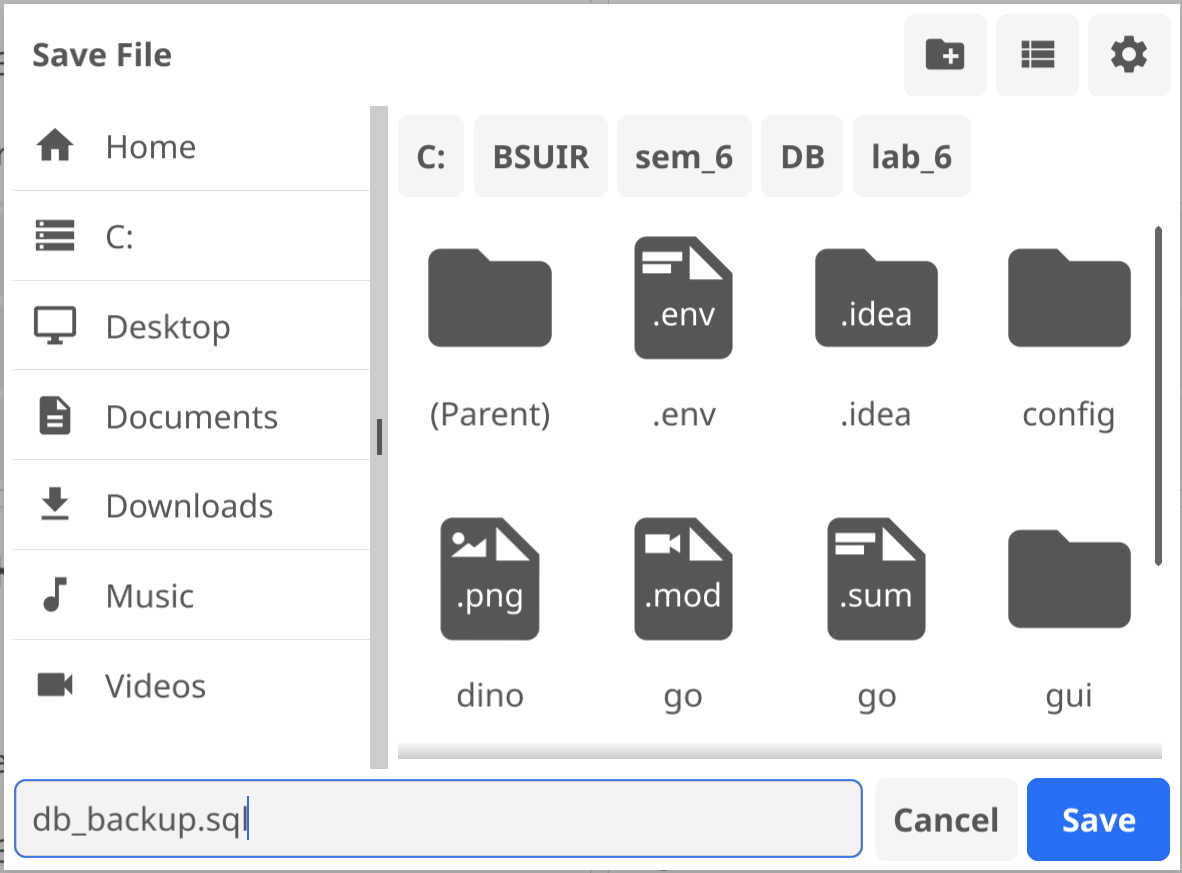 Save File
Home
C:
Desktop
Documents
Downloads
Music
Videos
C: BSUIR sem_6 DB lab_6
.env .idea
(Parent) .env .idea config
.png .mod .sum
dino go go gui
db_backup.sql
Cancel Save